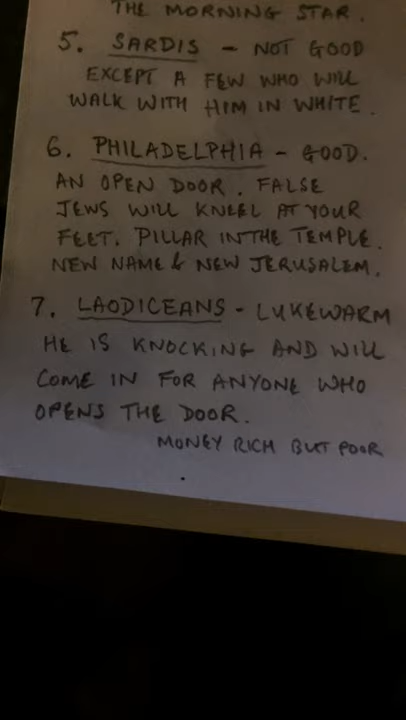 THE MORNING STAR.
5. SARDIS - NOT GOOD
EXCEPT A FEW WHO WILL
WALK WITH HIM IN WHITE.
6. PHILADELPHIA - GOOD.
AN OPEN DOOR. FALSE
JEWS WILL KNEEL AT YOUR
FEET. PILLAR IN THE TEMPLE.
NEW NAME & NEW JERUSALEM.
7. LAODICEANS - LUKEWARM
HE IS KNOCKING AND WILL
COME IN FOR ANYONE WHO
OPENS THE DOOR.
MONEY RICH BUT POOR